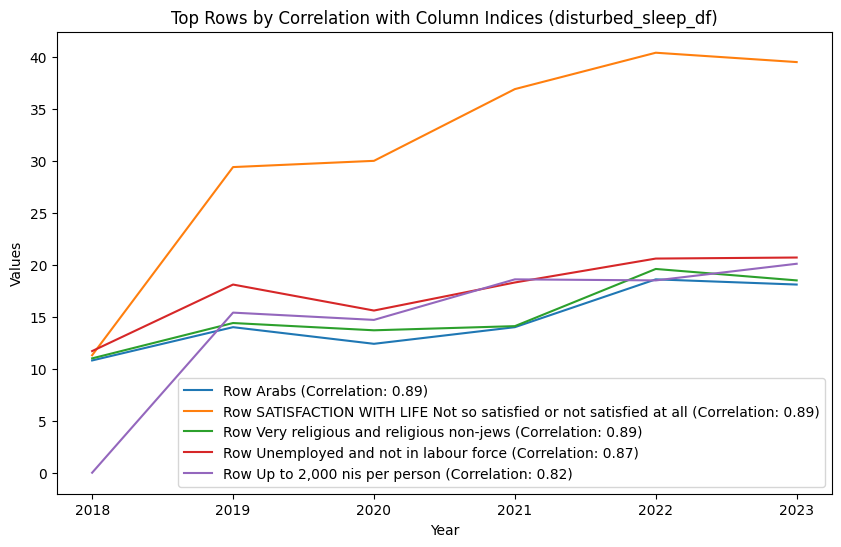 Top Rows by Correlation with Column Indices (disturbed_sleep_df)
40
35
30
25
20
15
10
5
0
Values
Row Arabs (Correlation: 0.89)
Row SATISFACTION WITH LIFE Not so satisfied or not satisfied at all (Correlation: 0.89)
Row Very religious and religious non-jews (Correlation: 0.89)
Row Unemployed and not in labour force (Correlation: 0.87)
Row Up to 2,000 nis per person (Correlation: 0.82)
2018 2019 2020 2021 2022 2023
Year